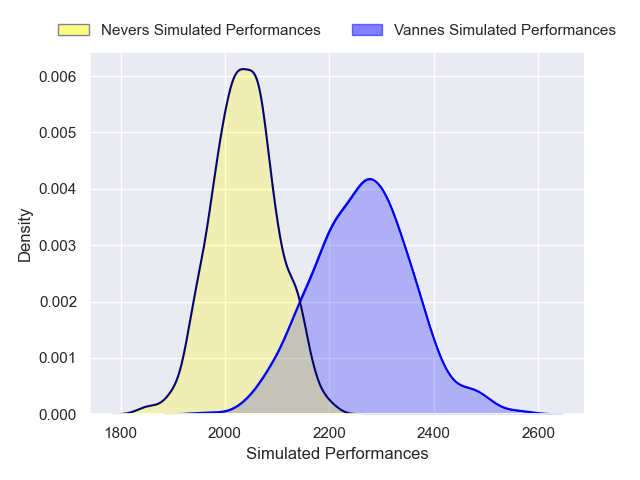 Nevers Simulated Performances Vannes Simulated Performances
0.006
0.005
0.004
0.003
0.002
0.001
0.000
Density
1800 2000 2200 2400 2600
Simulated Performances